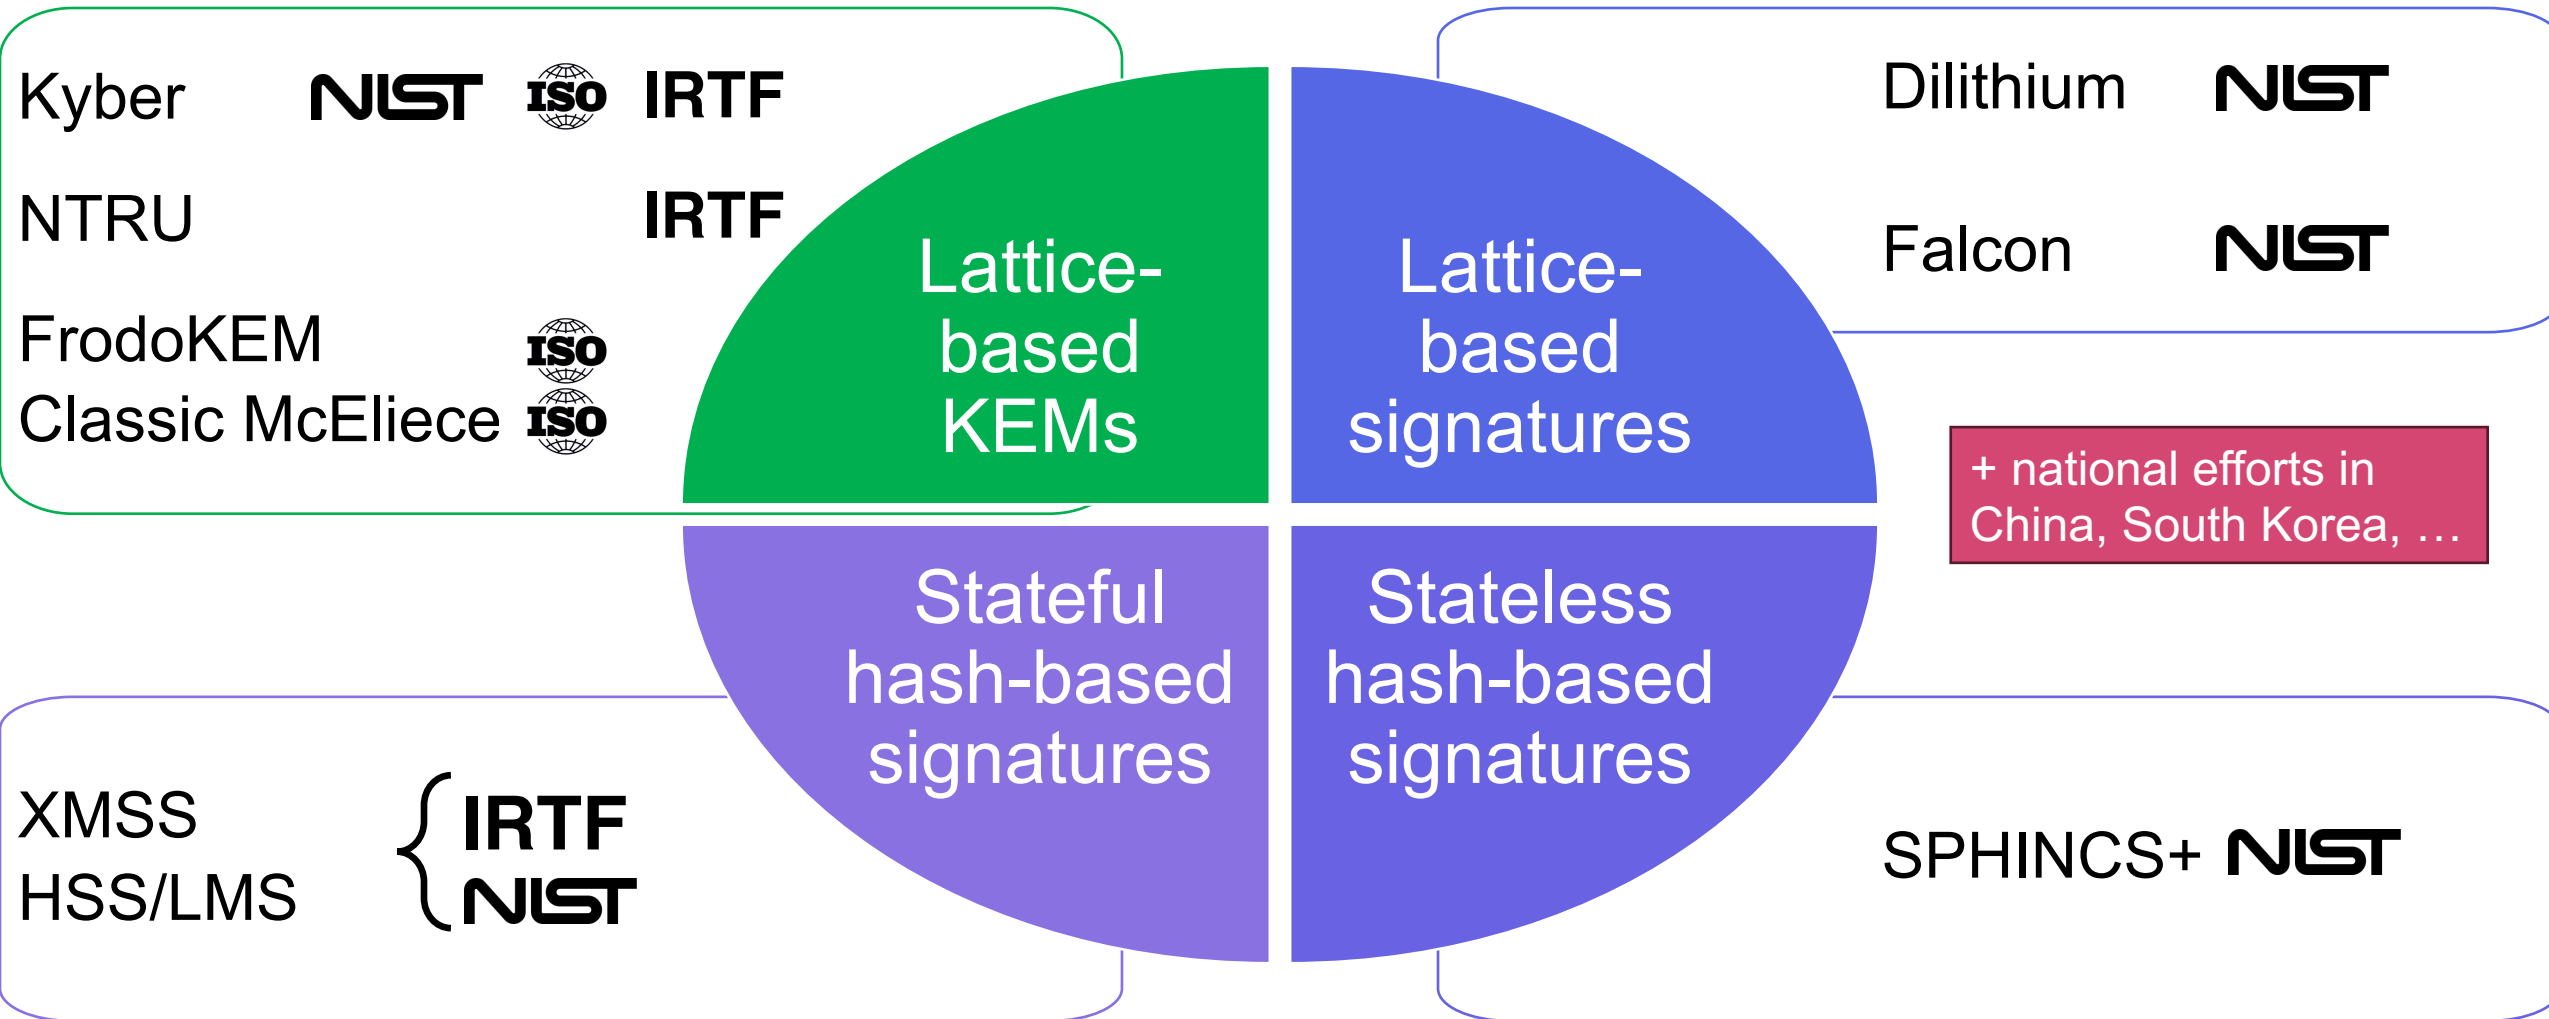 Kyber NIST ISO IRTF
NTRU IRTF
FrodoKEM ISO
Classic McEliece ISO
Lattice-
based
KEMs
Lattice-
based
signatures
Dilithium NIST
Falcon NIST
+ national efforts in
China, South Korea, …
Stateful
hash-based
signatures
Stateless
hash-based
signatures
XMSS
HSS/LMS
IRTF
NIST
SPHINCS+ NIST